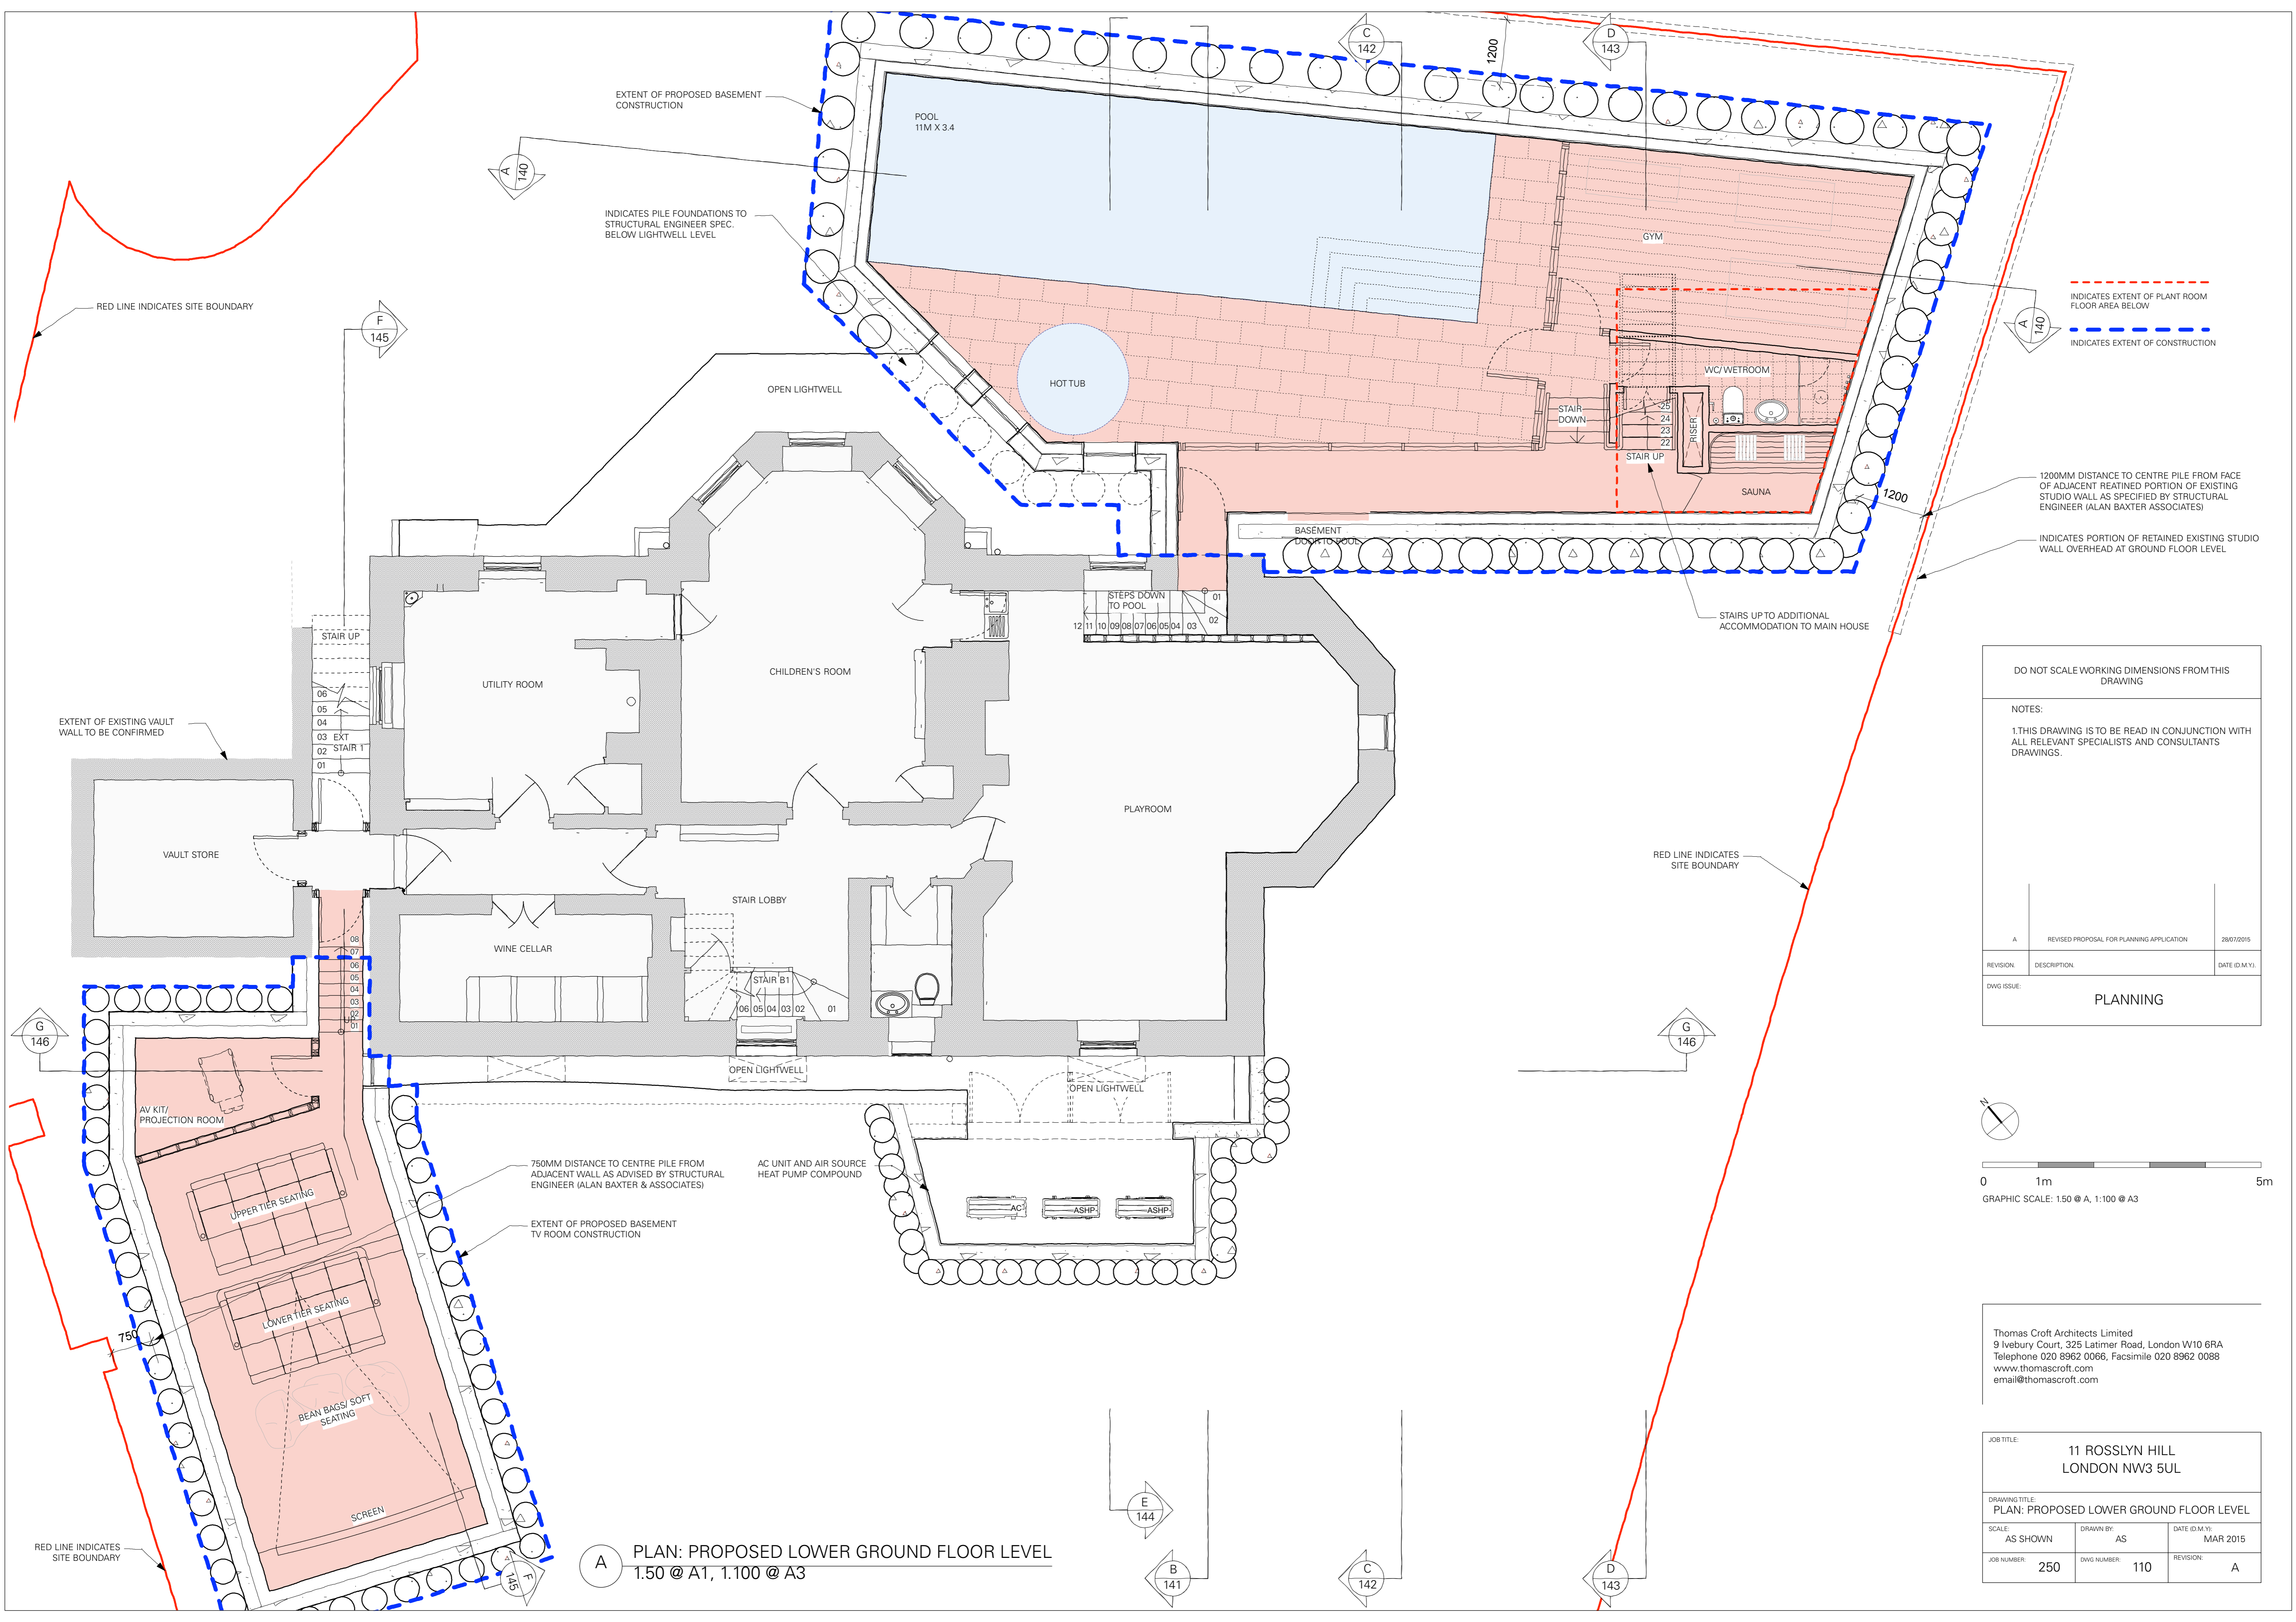 C
142
D
143
1200
EXTENT OF PROPOSED BASEMENT
CONSTRUCTION
POOL
11M X 3.4
A
140
INDICATES PILE FOUNDATIONS TO
STRUCTURAL ENGINEER SPEC.
BELOW LIGHTWELL LEVEL
GYM
RED LINE INDICATES SITE BOUNDARY
F
145
INDICATES EXTENT OF PLANT ROOM
FLOOR AREA BELOW
INDICATES EXTENT OF CONSTRUCTION
A
140
OPEN LIGHTWELL
HOT TUB
WC/ WETROOM
STAIR
DOWN
25
24
23
22
RISER
STAIR UP
SAUNA
1200
1200MM DISTANCE TO CENTRE PILE FROM FACE
OF ADJACENT REATINED PORTION OF EXISTING
STUDIO WALL AS SPECIFIED BY STRUCTURAL
ENGINEER (ALAN BAXTER ASSOCIATES)
BASEMENT
DOOR TO POOL
INDICATES PORTION OF RETAINED EXISTING STUDIO
WALL OVERHEAD AT GROUND FLOOR LEVEL
STEPS DOWN
TO POOL
01
02
12 11 10 09 08 07 06 05 04 03
STAIRS UP TO ADDITIONAL
ACCOMMODATION TO MAIN HOUSE
STAIR UP
06
05
04
03
02
01
EXT
STAIR 1
UTILITY ROOM
CHILDREN'S ROOM
EXTENT OF EXISTING VAULT
WALL TO BE CONFIRMED
PLAYROOM
VAULT STORE
RED LINE INDICATES
SITE BOUNDARY
STAIR LOBBY
WINE CELLAR
08
07
06
05
04
03
02
01
UP
STAIR B1
06 05 04 03 02 01
G
146
G
146
OPEN LIGHTWELL
OPEN LIGHTWELL
AV KIT/
PROJECTION ROOM
750MM DISTANCE TO CENTRE PILE FROM
ADJACENT WALL AS ADVISED BY STRUCTURAL
ENGINEER (ALAN BAXTER & ASSOCIATES)
AC UNIT AND AIR SOURCE
HEAT PUMP COMPOUND
AC
ASHP
ASHP
UPPER TIER SEATING
EXTENT OF PROPOSED BASEMENT
TV ROOM CONSTRUCTION
LOWER TIER SEATING
750
BEAN BAGS/ SOFT
SEATING
SCREEN
RED LINE INDICATES
SITE BOUNDARY
F
145
A
PLAN: PROPOSED LOWER GROUND FLOOR LEVEL
1.50 @ A1, 1.100 @ A3
E
144
B
141
C
142
D
143
DO NOT SCALE WORKING DIMENSIONS FROM THIS
DRAWING
NOTES:
1.THIS DRAWING IS TO BE READ IN CONJUNCTION WITH
ALL RELEVANT SPECIALISTS AND CONSULTANTS
DRAWINGS.
A REVISED PROPOSAL FOR PLANNING APPLICATION 28/07/2015
REVISION. DESCRIPTION. DATE (D.M.Y).
DWG ISSUE:
PLANNING
N
0 1m 5m
GRAPHIC SCALE: 1:50 @ A, 1:100 @ A3
Thomas Croft Architects Limited
9 Ivebury Court, 325 Latimer Road, London W10 6RA
Telephone 020 8962 0066, Facsimile 020 8962 0088
www.thomascroft.com
email@thomascroft.com
JOB TITLE:
11 ROSSLYN HILL
LONDON NW3 5UL
DRAWING TITLE:
PLAN: PROPOSED LOWER GROUND FLOOR LEVEL
SCALE: DRAWN BY: DATE (D.M.Y):
AS SHOWN AS MAR 2015
JOB NUMBER: 250 DWG NUMBER: 110 REVISION: A